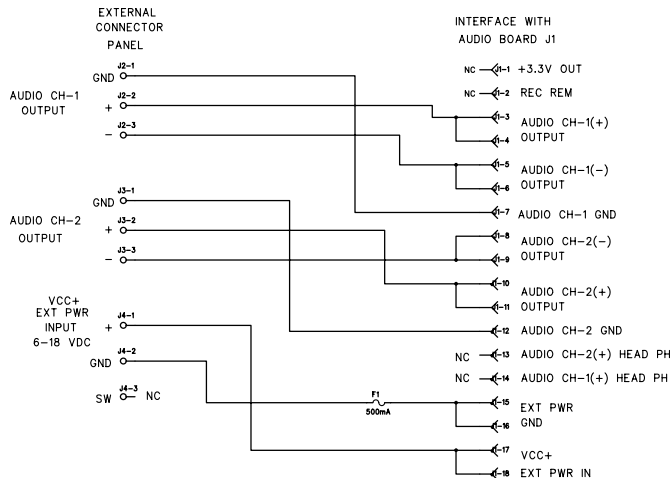 EXTERNAL
CONNECTOR
PANEL
INTERFACE WITH
AUDIO BOARD J1
J2-1
GND
AUDIO CH-1
OUTPUT
J2-2
+
J2-3
-
J3-1
GND
AUDIO CH-2
OUTPUT
J3-2
+
J3-3
-
VCC+
EXT PWR
INPUT
6-18 VDC
J4-1
+
J4-2
GND
J4-3
SW
NC
F1
500mA
NC J1-1 +3.3V OUT
NC J1-2 REC REM
J1-3
J1-4
AUDIO CH-1(+)
OUTPUT
J1-5
J1-6
AUDIO CH-1(-)
OUTPUT
J1-7 AUDIO CH-1 GND
J1-8
J1-9
AUDIO CH-2(-)
OUTPUT
J1-10
J1-11
AUDIO CH-2(+)
OUTPUT
J1-12 AUDIO CH-2 GND
NC J1-13 AUDIO CH-2(+) HEAD PH
NC J1-14 AUDIO CH-1(+) HEAD PH
J1-15
J1-16
EXT PWR
GND
J1-17
J1-18
VCC+
EXT PWR IN